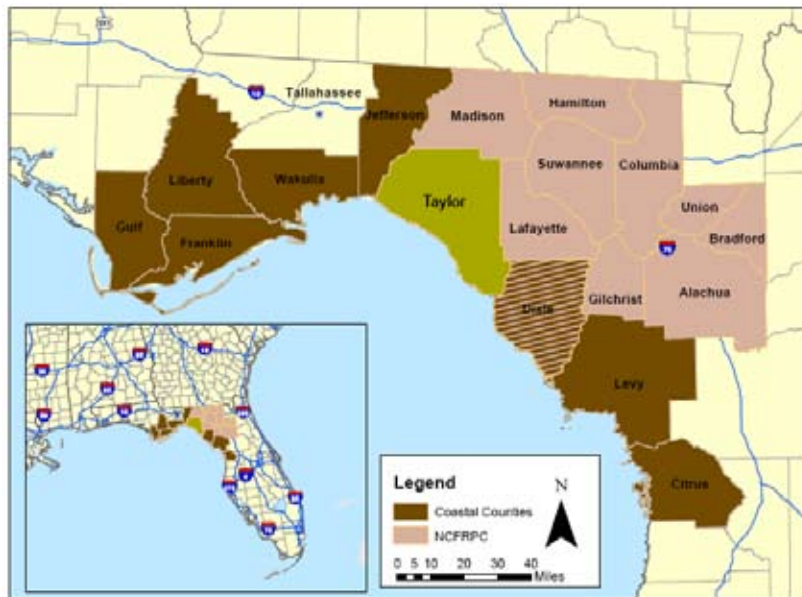 10
Tallahassee
Jefferson
Madison
Hamilton
Suwannee
Columbia
Liberty
Wakulla
Taylor
Union
Gulf
Franklin
Lafayette
Bradford
Dixie
Gilchrist
Alachua
Levy
Citrus
Legend
N
Coastal Counties
NCFRPC
0 5 10 20 30 40
Miles